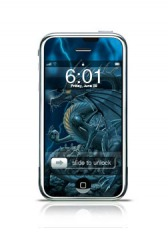 6:01
Friday, June 29
slide to unlock